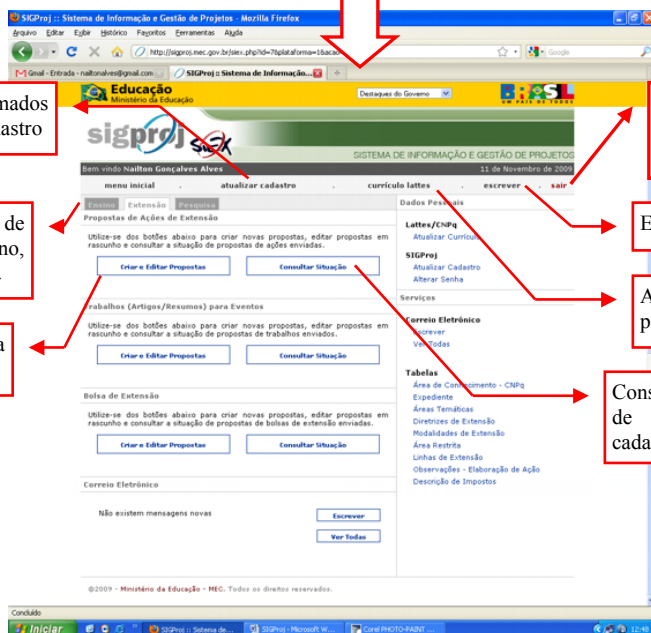 SIGProj :: Sistema de Informação e Gestão de Projetos - Mozilla Firefox
Arquivo Editar Exibir Histórico Favoritos Ferramentas Ajuda
http://sigproj.mec.gov.br/siex.php?id=7&plataforma=1&acao
Google
Gmail - Entrada - nailtonalves@gmail.com
SIGProj :: Sistema de Informação...
Educação
Ministério da Educação
Destaques do Governo
BRASIL
UM PAÍS DE TODOS
sigproj SiEX
SISTEMA DE INFORMAÇÃO E GESTÃO DE PROJETOS
Bem vindo Nailton Gonçalves Alves
11 de Novembro de 2009
menu inicial . atualizar cadastro . currículo lattes . escrever . sair
Ensino Extensão Pesquisa
Propostas de Ações de Extensão
Utilize-se dos botões abaixo para criar novas propostas, editar propostas em
rascunho e consultar a situação de propostas de ações enviadas.
Criar e Editar Propostas
Consultar Situação
Trabalhos (Artigos/Resumos) para Eventos
Utilize-se dos botões abaixo para criar novas propostas, editar propostas em
rascunho e consultar a situação de propostas de trabalhos enviados.
Criar e Editar Propostas
Consultar Situação
Bolsa de Extensão
Utilize-se dos botões abaixo para criar novas propostas, editar propostas em
rascunho e consultar a situação de propostas de bolsas de extensão enviadas.
Criar e Editar Propostas
Consultar Situação
Correio Eletrônico
Não existem mensagens novas
Escrever
Ver Todas
Dados Pessoais
Lattes/CNPq
Atualizar Currículo
SIGProj
Atualizar Cadastro
Alterar Senha
Serviços
Correio Eletrônico
Escrever
Ver Todas
Tabelas
Área de Conhecimento - CNPq
Expediente
Áreas Temáticas
Diretrizes de Extensão
Modalidades de Extensão
Área Restrita
Linhas de Extensão
Observações - Elaboração de Ação
Descrição de Impostos
©2009 - Ministério da Educação - MEC. Todos os direitos reservados.
mados
astro
de
no,
a
E
A
p
Cons
de
cada
Concluído
Iniciar
SIGProj :: Sistema de...
SIGProj - Microsoft W...
Corel PHOTO-PAINT ...
12:48